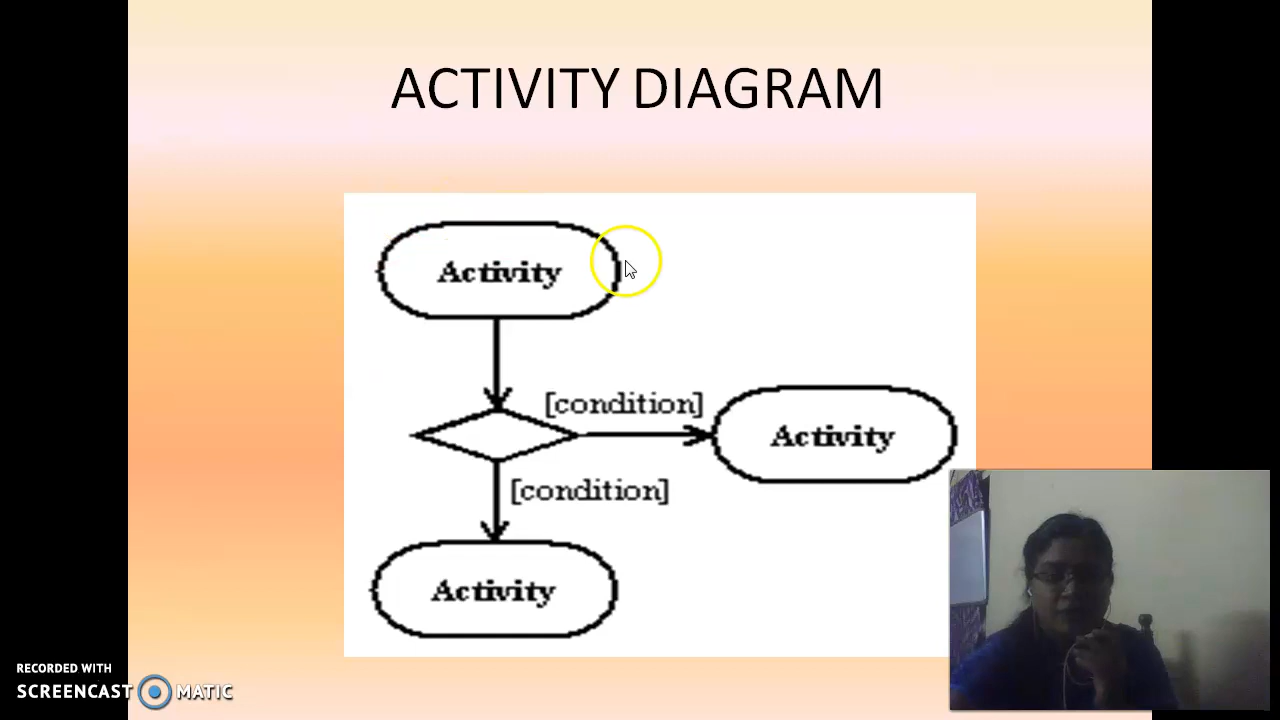 ACTIVITY DIAGRAM
Activity
[condition]
Activity
[condition]
Activity
RECORDED WITH
SCREENCAST MATIC